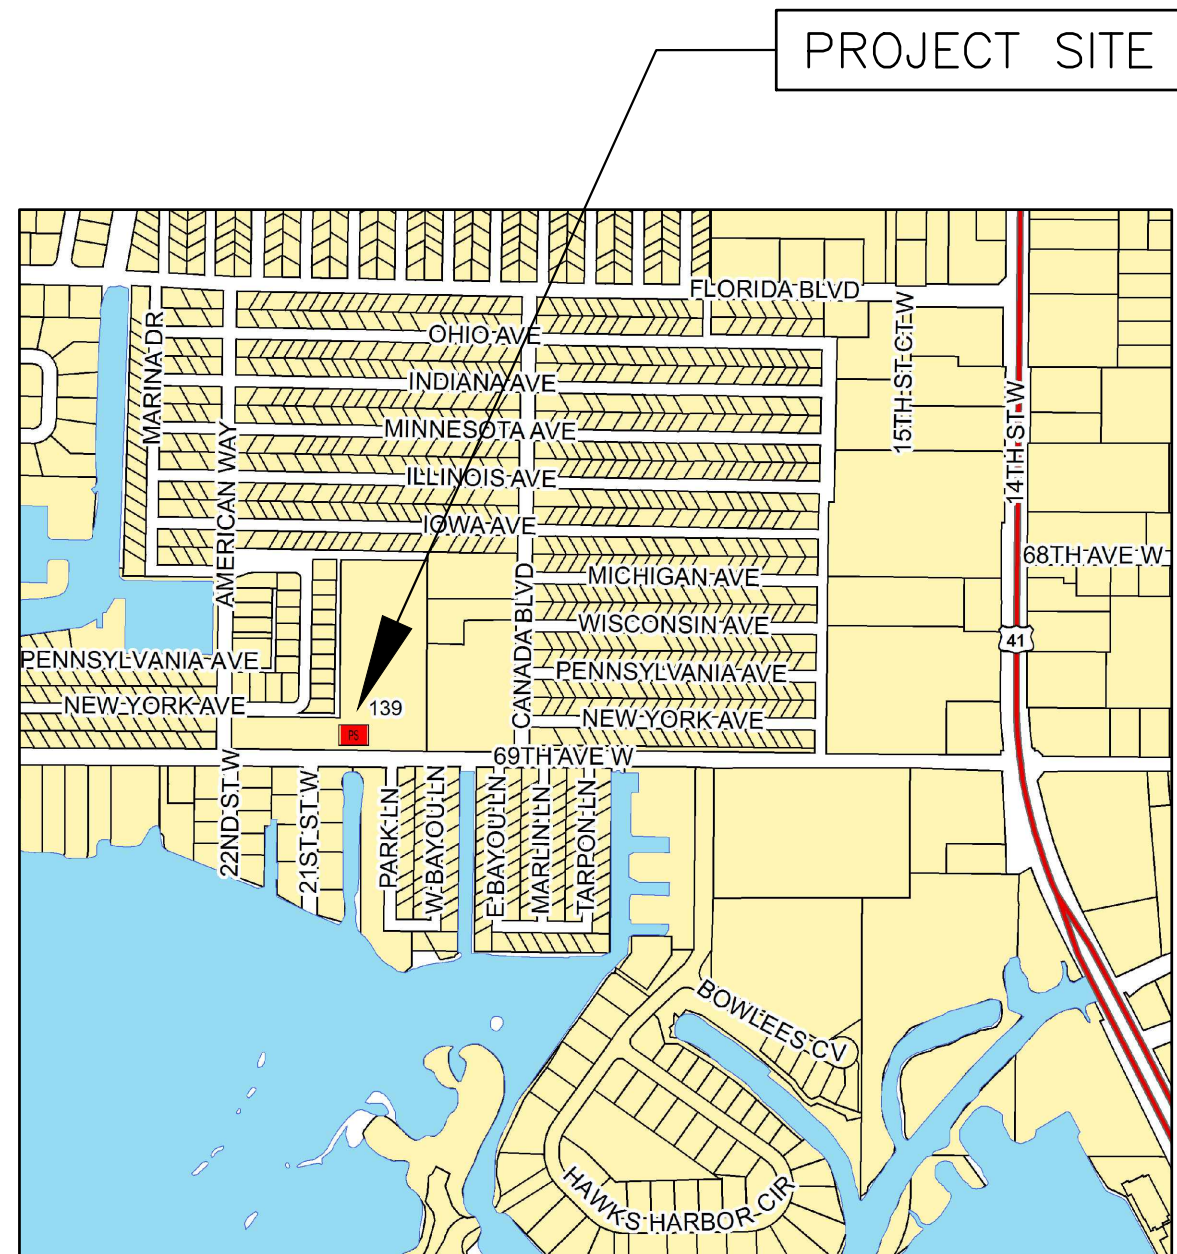 PROJECT SITE
FLORIDA BLVD
OHIO AVE
MARINA DR
15TH ST CT W
INDIANA AVE
14TH ST W
MINNESOTA AVE
AMERICAN WAY
ILLINOIS AVE
IOWA AVE
68TH AVE W
MICHIGAN AVE
CANADA BLVD
WISCONSIN AVE
41
PENNSYLVANIA AVE
PENNSYLVANIA AVE
NEW YORK AVE
139
NEW YORK AVE
PS
69TH AVE W
22ND ST W
21ST ST W
PARK LN
W BAYOU LN
E BAYOU LN
MARLIN LN
TARPON LN
BOWLEES CV
HAWKS HARBOR CIR